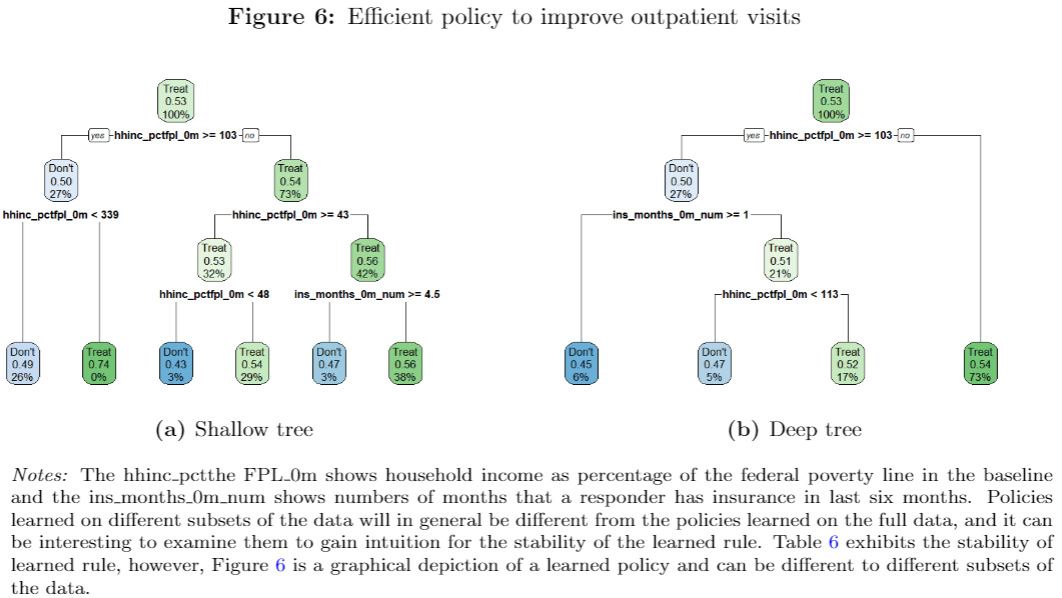 Figure 6: Efficient policy to improve outpatient visits
Treat
0.53
100%
yes
hhinc_pctfpl_0m >= 103
no
Don't
0.50
27%
Treat
0.54
73%
hhinc_pctfpl_0m < 339
hhinc_pctfpl_0m >= 43
Treat
0.53
32%
Treat
0.56
42%
hhinc_pctfpl_0m < 48
ins_months_0m_num >= 4.5
Don't
0.49
26%
Treat
0.74
0%
Don't
0.43
3%
Treat
0.54
29%
Don't
0.47
3%
Treat
0.56
38%
(a) Shallow tree
Treat
0.53
100%
yes
hhinc_pctfpl_0m >= 103
no
Don't
0.50
27%
ins_months_0m_num >= 1
Treat
0.51
21%
hhinc_pctfpl_0m < 113
Don't
0.45
6%
Don't
0.47
5%
Treat
0.52
17%
Treat
0.54
73%
(b) Deep tree
Notes: The hhinc_pctthe FPL_0m shows household income as percentage of the federal poverty line in the baseline
and the ins_months_0m_num shows numbers of months that a responder has insurance in last six months. Policies
learned on different subsets of the data will in general be different from the policies learned on the full data, and it can
be interesting to examine them to gain intuition for the stability of the learned rule. Table 6 exhibits the stability of
learned rule, however, Figure 6 is a graphical depiction of a learned policy and can be different to different subsets of
the data.